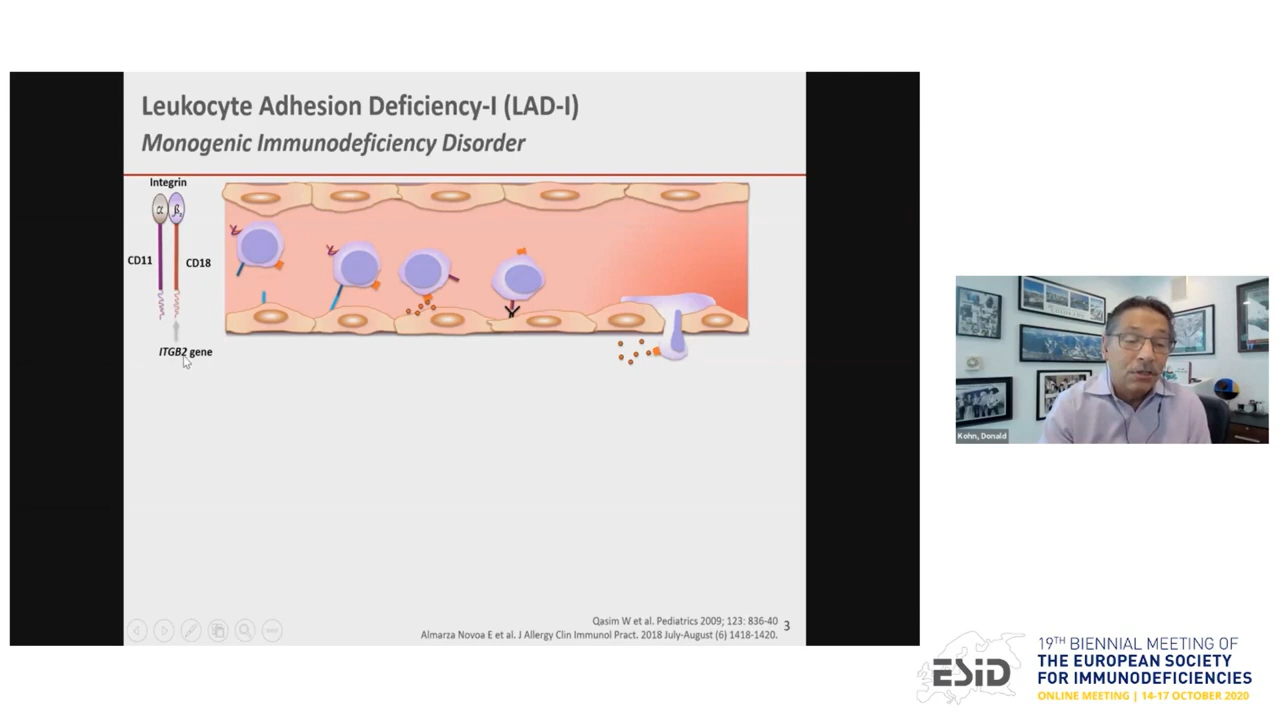 Leukocyte Adhesion Deficiency-I (LAD-I)
Monogenic Immunodeficiency Disorder
Integrin
α β₂
CD11
CD18
ITGB2 gene
Qasim W et al. Pediatrics 2009; 123: 836-40
Almarza Novoa E et al. J Allergy Clin Immunol Pract. 2018 July-August (6) 1418-1420.
3
Kohn, Donald
ESiD
19TH BIENNIAL MEETING OF
THE EUROPEAN SOCIETY
FOR IMMUNODEFICIENCIES
ONLINE MEETING | 14-17 OCTOBER 2020